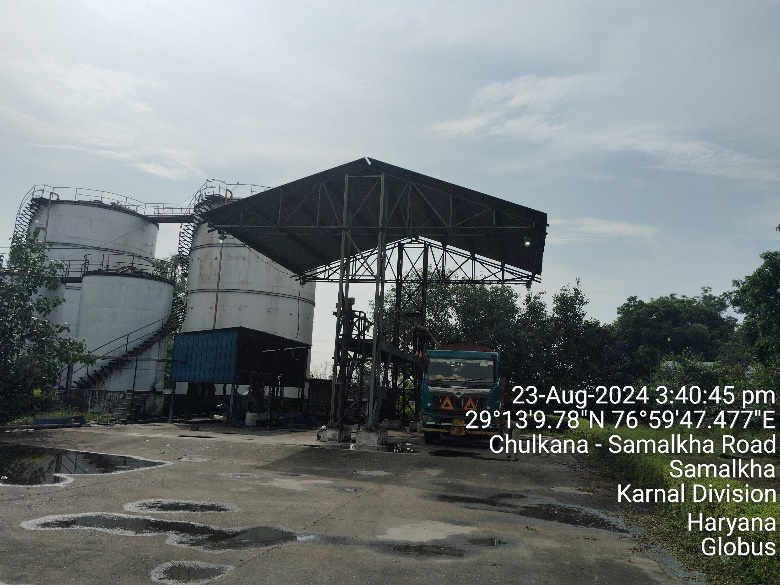 23-Aug-2024 3:40:45 pm
29°13'9.78"N 76°59'47.477"E
Chulkana - Samalkha Road
Samalkha
Karnal Division
Haryana
Globus